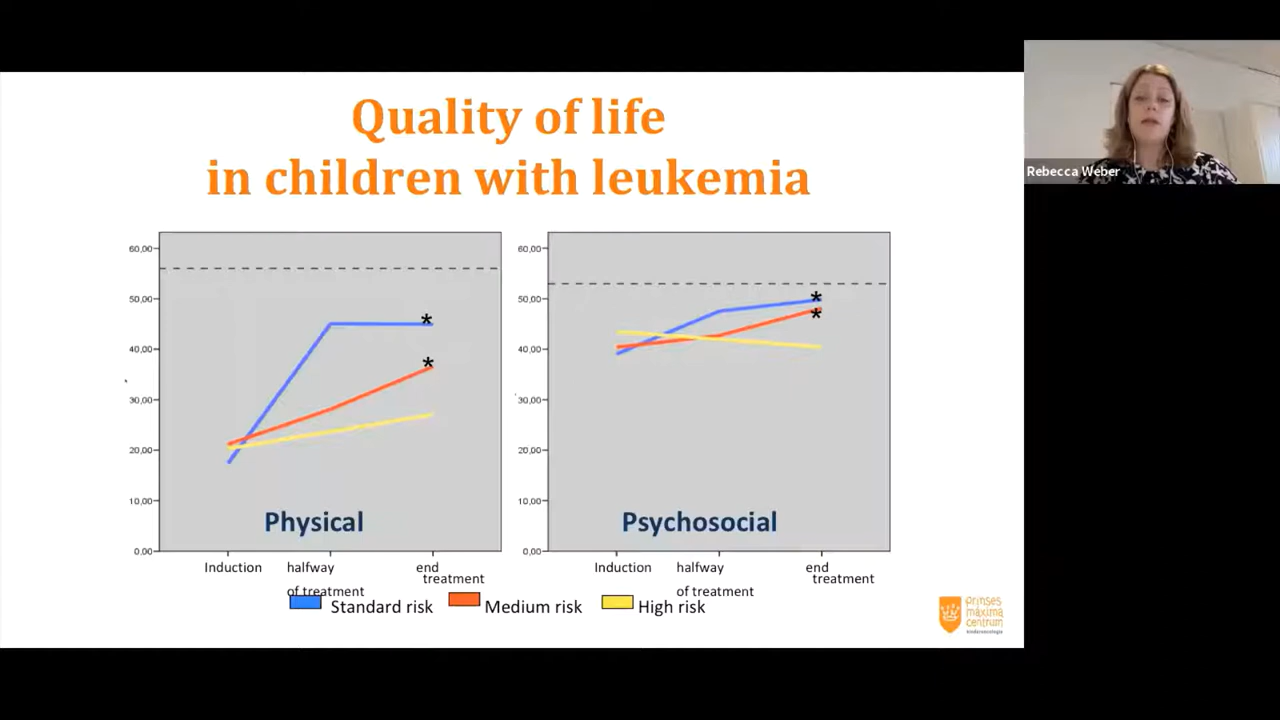 Quality of life
in children with leukemia
Rebecca Weber
60,00
50,00
40,00
30,00
20,00
10,00
0,00
*
*
Physical
Induction
halfway
of treatment
end
treatment
60,00
50,00
40,00
30,00
20,00
10,00
0,00
*
*
Psychosocial
Induction
halfway
of treatment
end
treatment
Standard risk
Medium risk
High risk
prinses
máxima
centrum
kinderoncologie